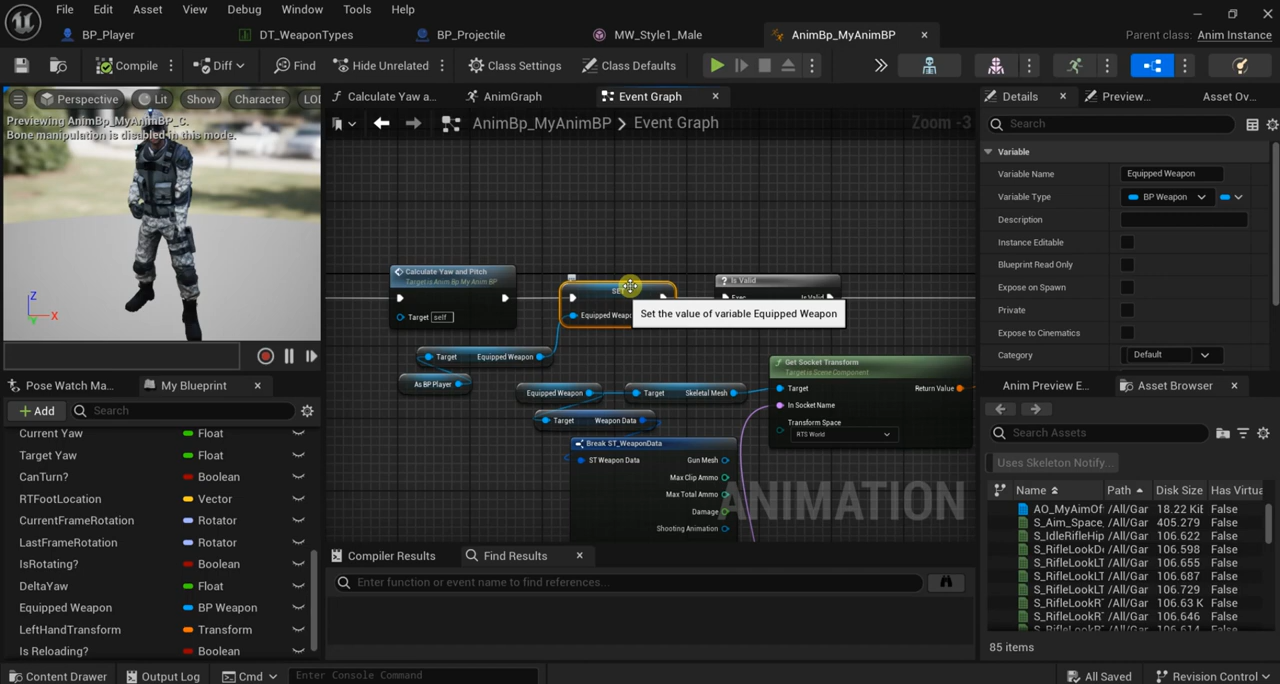 File Edit Asset View Debug Window Tools Help
BP_Player DT_WeaponTypes BP_Projectile MW_Style1_Male AnimBp_MyAnimBP Parent class: Anim Instance
Compile Diff Find Hide Unrelated Class Settings Class Defaults
Perspective Lit Show Character LOD
Previewing AnimBp_MyAnimBP_C.
Bone manipulation is disabled in this mode.
Z
X
Y
Calculate Yaw a... AnimGraph Event Graph
AnimBp_MyAnimBP > Event Graph Zoom -3
Calculate Yaw and Pitch
Target is Anim Bp My Anim BP
Target self
SET
Equipped Weapon
Is Valid
Exec Is Valid
Set the value of variable Equipped Weapon
Target Equipped Weapon
As BP Player
Equipped Weapon Target Skeletal Mesh
Target Weapon Data
Get Socket Transform
Target is Scene Component
Target Return Value
In Socket Name
Transform Space
RTS World
Break ST_WeaponData
ST Weapon Data Gun Mesh
Max Clip Ammo
Max Total Ammo
Damage
Shooting Animation
ANIMATION
Details Preview... Asset Ov...
Search
Variable
Variable Name Equipped Weapon
Variable Type BP Weapon
Description
Instance Editable
Blueprint Read Only
Expose on Spawn
Private
Expose to Cinematics
Category Default
Pose Watch Ma... My Blueprint
+ Add Search
Current Yaw Float
Target Yaw Float
CanTurn? Boolean
RTFootLocation Vector
CurrentFrameRotation Rotator
LastFrameRotation Rotator
IsRotating? Boolean
DeltaYaw Float
Equipped Weapon BP Weapon
LeftHandTransform Transform
Is Reloading? Boolean
Compiler Results Find Results
Enter function or event name to find references...
Anim Preview E... Asset Browser
Search Assets
Uses Skeleton Notify...
Name Path Disk Size Has Virtua
AO_MyAimOf /All/Gar 18.22 KiB False
S_Aim_Space_ /All/Gar 405.279 False
S_IdleRifleHip /All/Gar 106.622 False
S_RifleLookD /All/Gar 106.598 False
S_RifleLookLT /All/Gar 106.655 False
S_RifleLookLT /All/Gar 106.687 False
S_RifleLookLT /All/Gar 106.729 False
S_RifleLookR /All/Gar 106.63 K False
S_RifleLookR /All/Gar 106.646 False
S_RifleLookR /All/Gar 106.614 False
85 items
Content Drawer Output Log Cmd Enter Console Command All Saved Revision Control